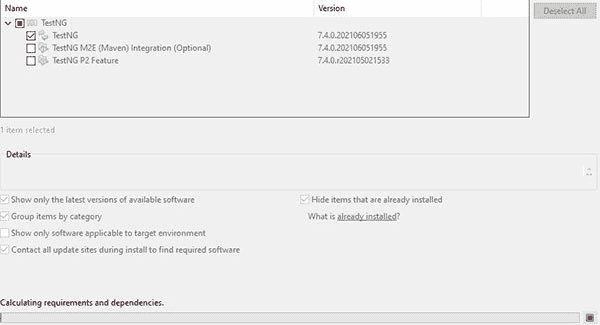 Name Version
Deselect All
TestNG
TestNG 7.4.0.202106051955
TestNG M2E (Maven) Integration (Optional) 7.4.0.202106051955
TestNG P2 Feature 7.4.0.r202105021533
1 item selected
Details
Show only the latest versions of available software Hide items that are already installed
Group items by category What is already installed?
Show only software applicable to target environment
Contact all update sites during install to find required software
Calculating requirements and dependencies.